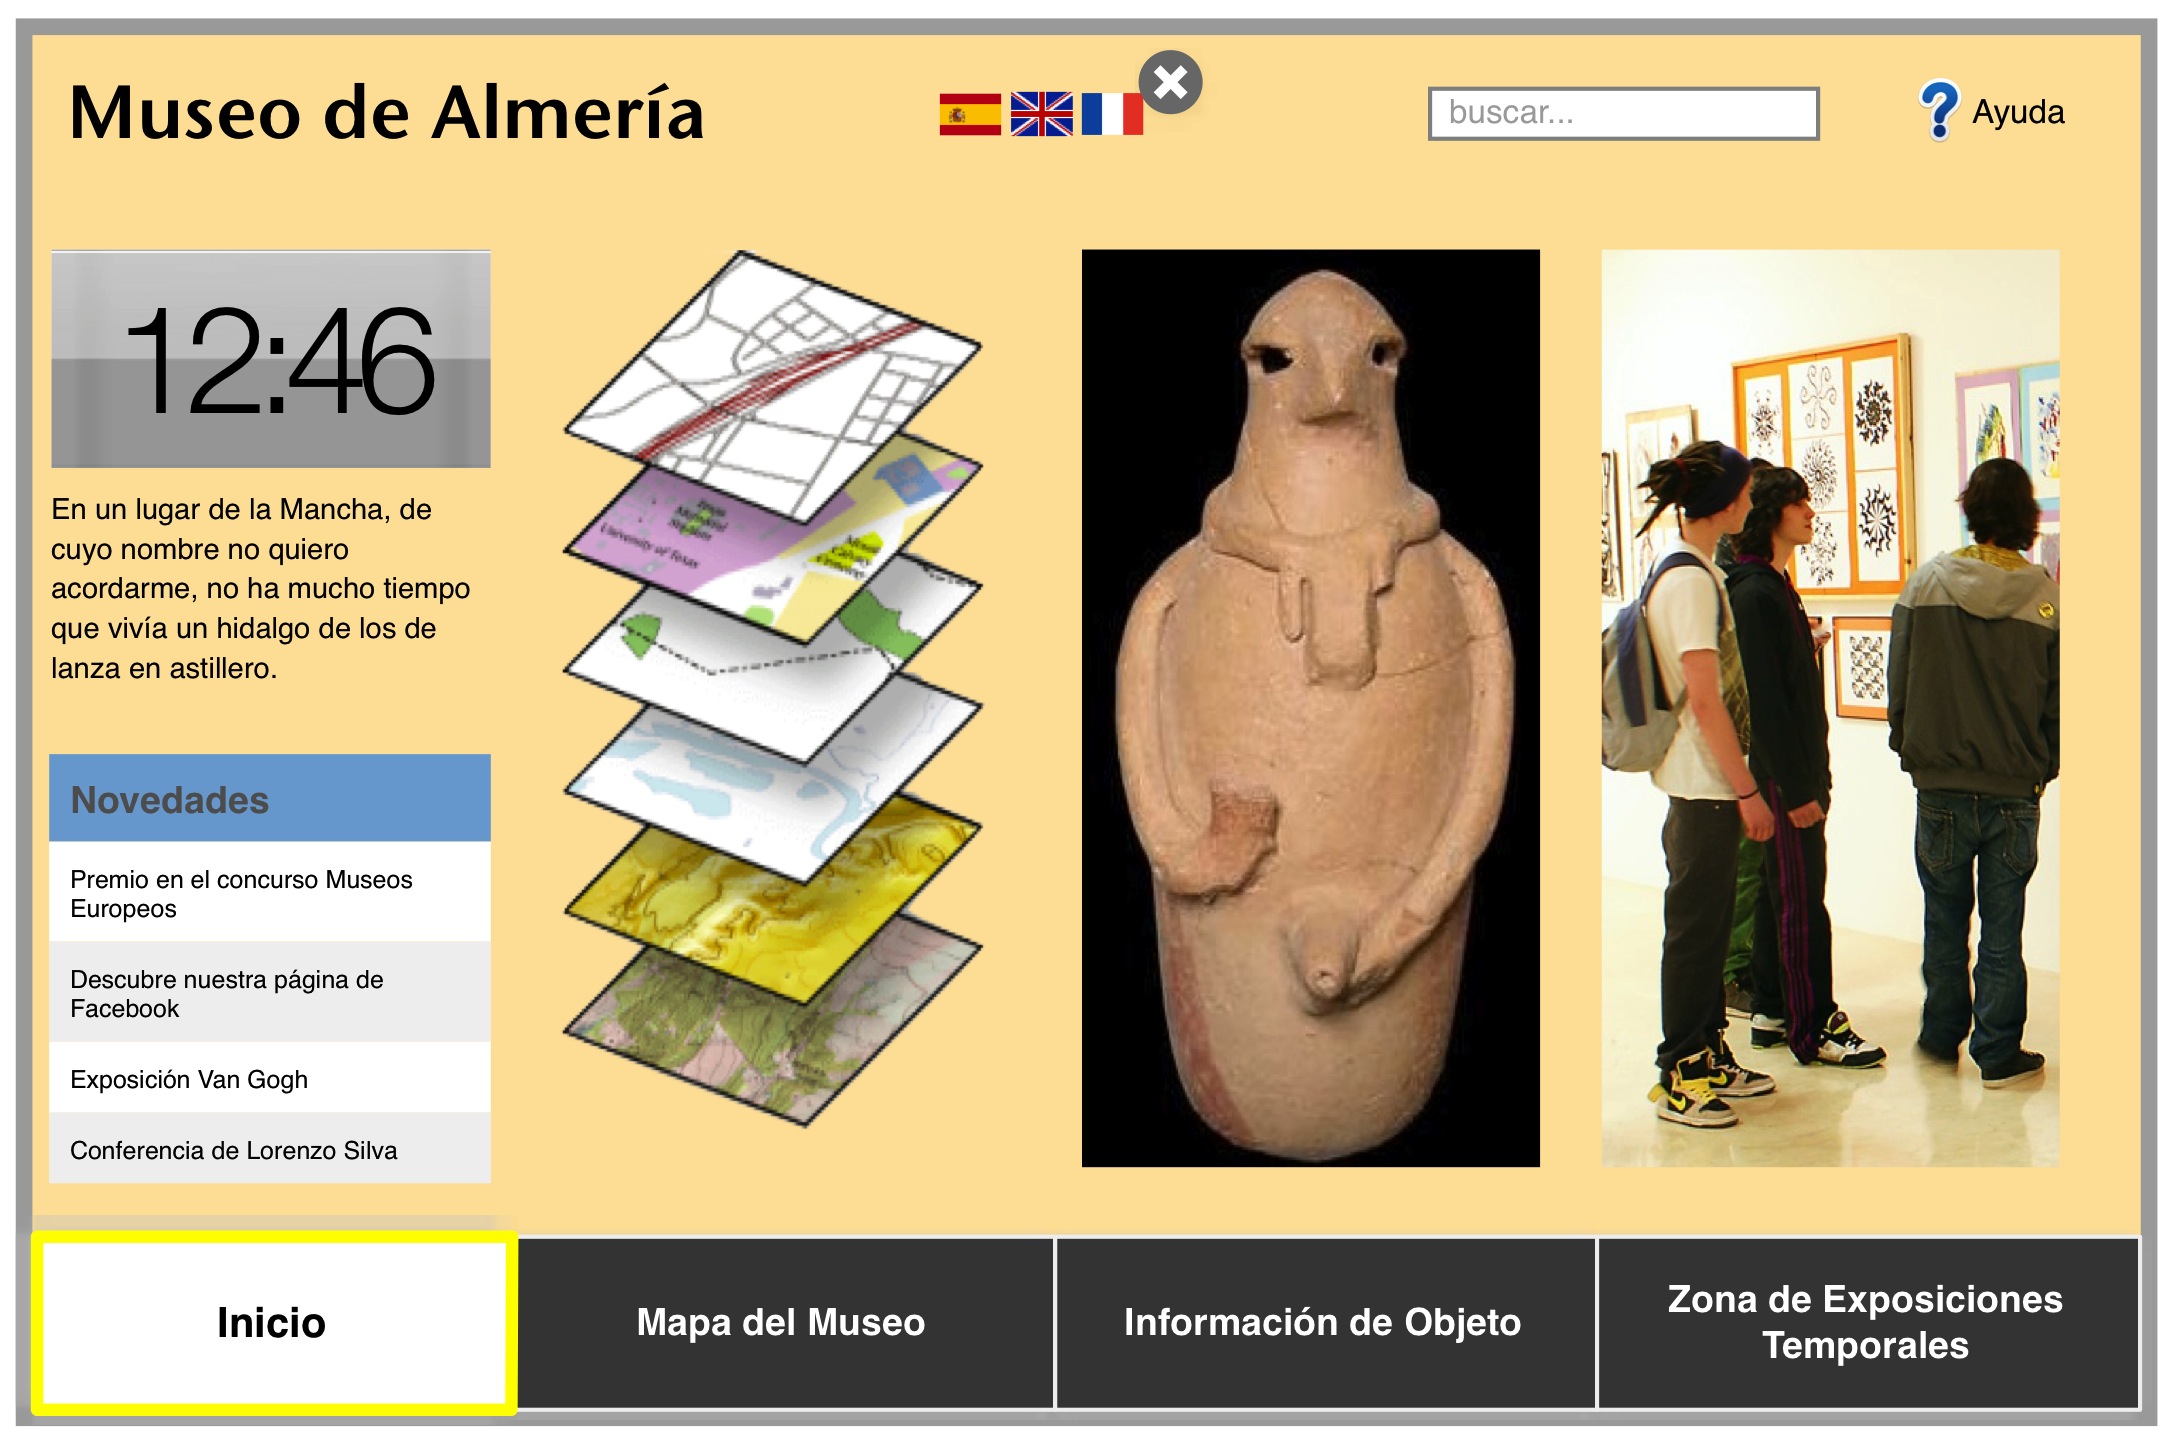 Museo de Almería
buscar...
Ayuda
12:46
En un lugar de la Mancha, de
cuyo nombre no quiero
acordarme, no ha mucho tiempo
que vivía un hidalgo de los de
lanza en astillero.
Novedades
Premio en el concurso Museos
Europeos
Descubre nuestra página de
Facebook
Exposición Van Gogh
Conferencia de Lorenzo Silva
University of Texas
Inicio
Mapa del Museo
Información de Objeto
Zona de Exposiciones
Temporales